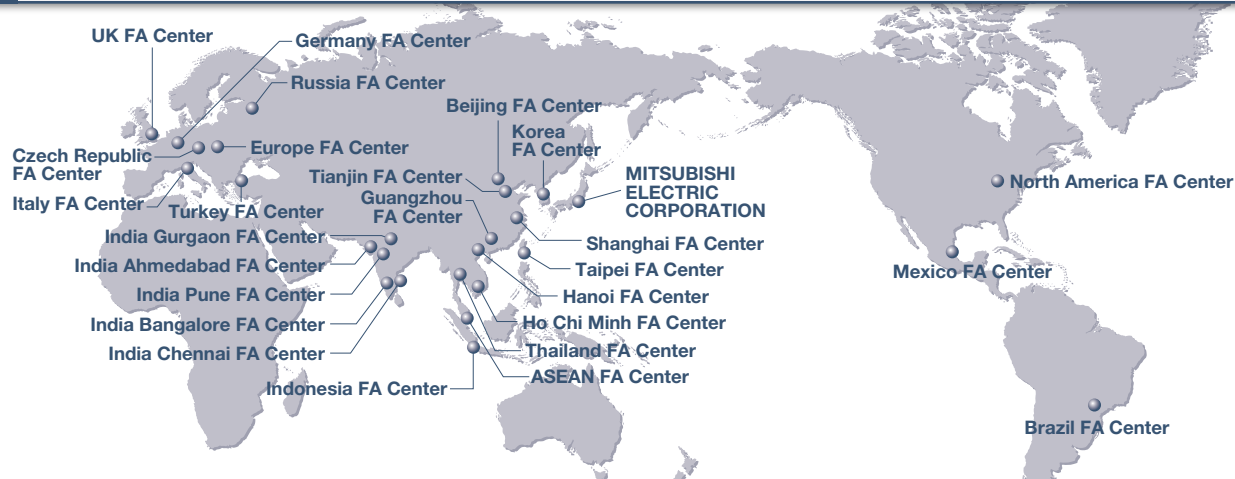 UK FA Center
Germany FA Center
Russia FA Center
Beijing FA Center
Korea
FA Center
Czech Republic
FA Center
Europe FA Center
Tianjin FA Center
MITSUBISHI
ELECTRIC
CORPORATION
North America FA Center
Italy FA Center
Turkey FA Center
Guangzhou
FA Center
India Gurgaon FA Center
Shanghai FA Center
India Ahmedabad FA Center
Taipei FA Center
Mexico FA Center
India Pune FA Center
Hanoi FA Center
India Bangalore FA Center
Ho Chi Minh FA Center
India Chennai FA Center
Thailand FA Center
ASEAN FA Center
Indonesia FA Center
Brazil FA Center